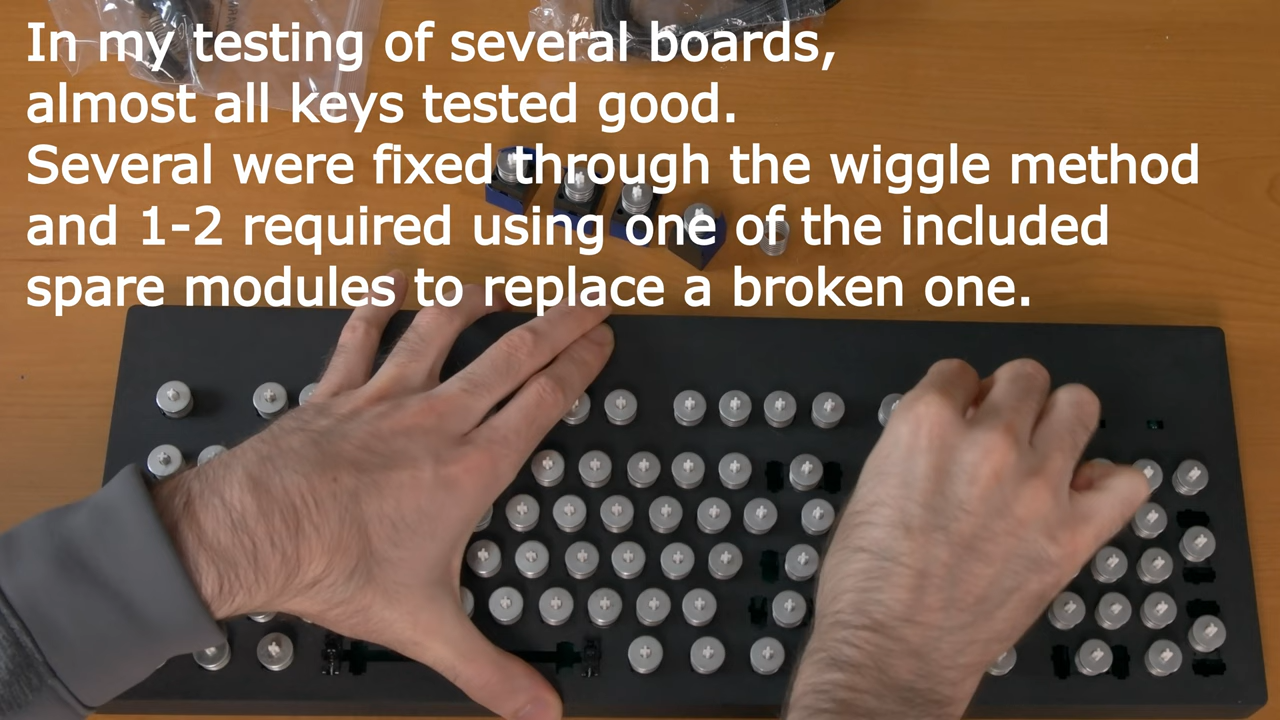 In my testing of several boards,
almost all keys tested good.
Several were fixed through the wiggle method
and 1-2 required using one of the included
spare modules to replace a broken one.